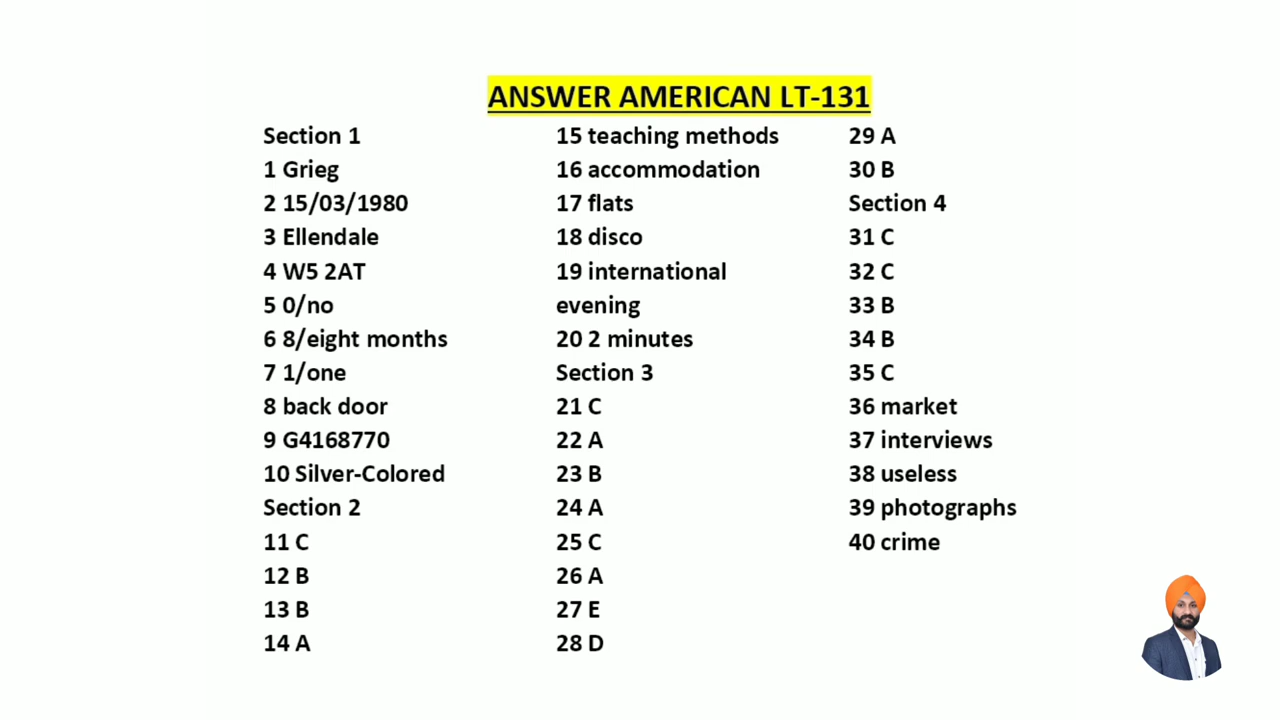 ANSWER AMERICAN LT-131
Section 1
1 Grieg
2 15/03/1980
3 Ellendale
4 W5 2AT
5 0/no
6 8/eight months
7 1/one
8 back door
9 G4168770
10 Silver-Colored
Section 2
11 C
12 B
13 B
14 A
15 teaching methods
16 accommodation
17 flats
18 disco
19 international
evening
20 2 minutes
Section 3
21 C
22 A
23 B
24 A
25 C
26 A
27 E
28 D
29 A
30 B
Section 4
31 C
32 C
33 B
34 B
35 C
36 market
37 interviews
38 useless
39 photographs
40 crime